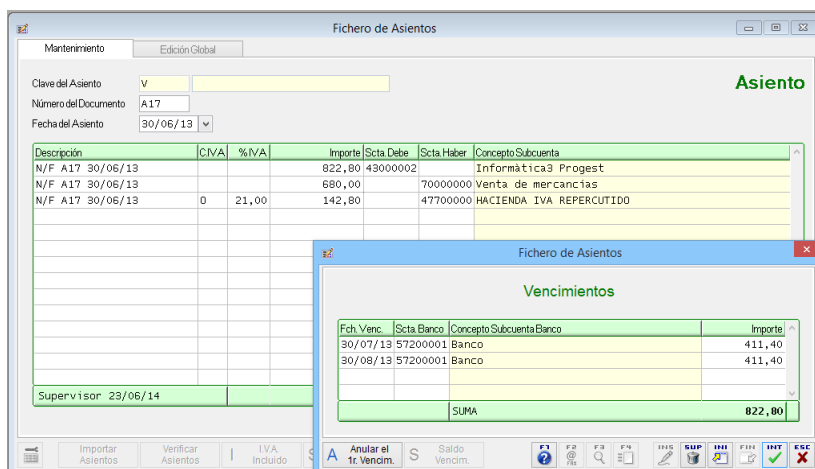 Fichero de Asientos
Mantenimiento Edición Global
Clave del Asiento V
Asiento
Número del Documento A17
Fecha del Asiento 30/06/13
Descripción C.IVA % IVA Importe Scta. Debe Scta. Haber Concepto Subcuenta
N/F A17 30/06/13 822,80 43000002 Informàtica3 Progest
N/F A17 30/06/13 680,00 70000000 Venta de mercancías
N/F A17 30/06/13 0 21,00 142,80 47700000 HACIENDA IVA REPERCUTIDO
Fichero de Asientos
Vencimientos
Fch. Venc. Scta. Banco Concepto Subcuenta Banco Importe
30/07/13 57200001 Banco 411,40
30/08/13 57200001 Banco 411,40
SUMA 822,80
Supervisor 23/06/14
Importar Asientos
Verificar Asientos
I I.V.A. Incluido
S
A Anular el 1r. Vencim.
S Saldo Vencim.
F1 F2 F3 F4 INS SUP INI FIN INT ESC